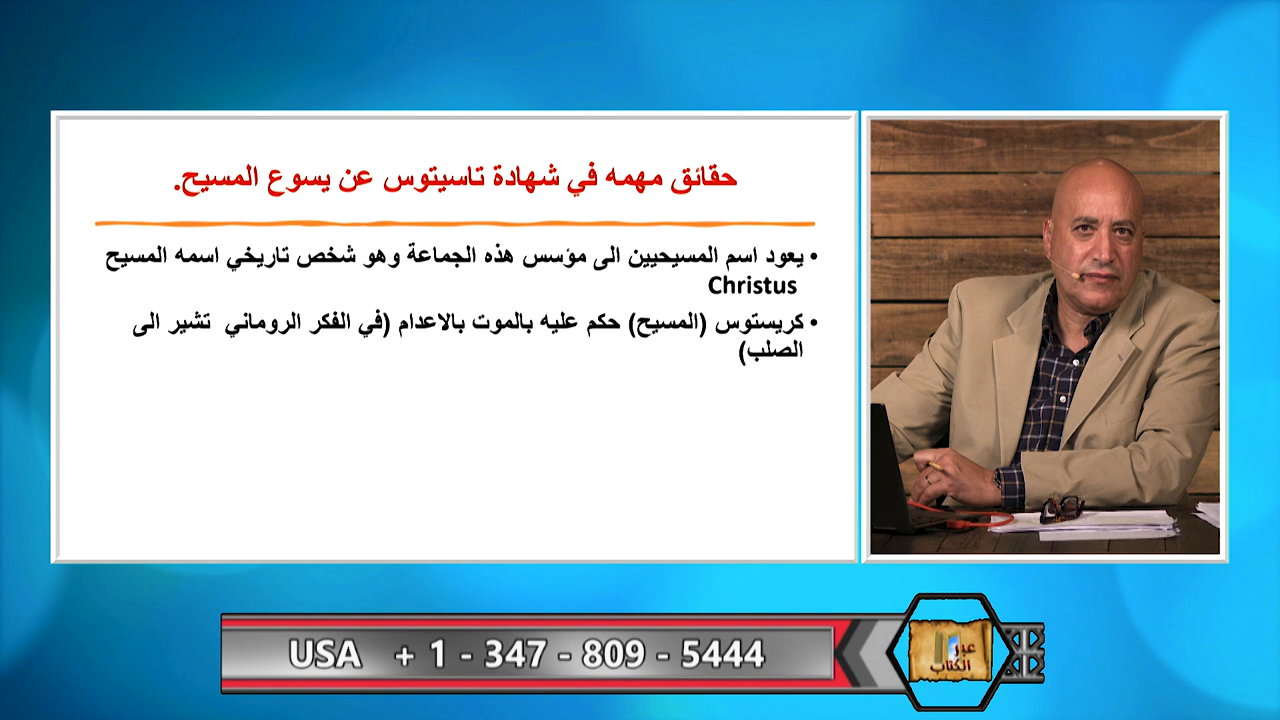 حقائق مهمه في شهادة تاسيتوس عن يسوع المسيح.
• يعود اسم المسيحيين الى مؤسس هذه الجماعة وهو شخص تاريخي اسمه المسيح
Christus
• كريستوس (المسيح) حكم عليه بالموت بالاعدام (في الفكر الروماني تشير الى
الصلب)
USA + 1 - 347 - 809 - 5444
عبر
الكتاب